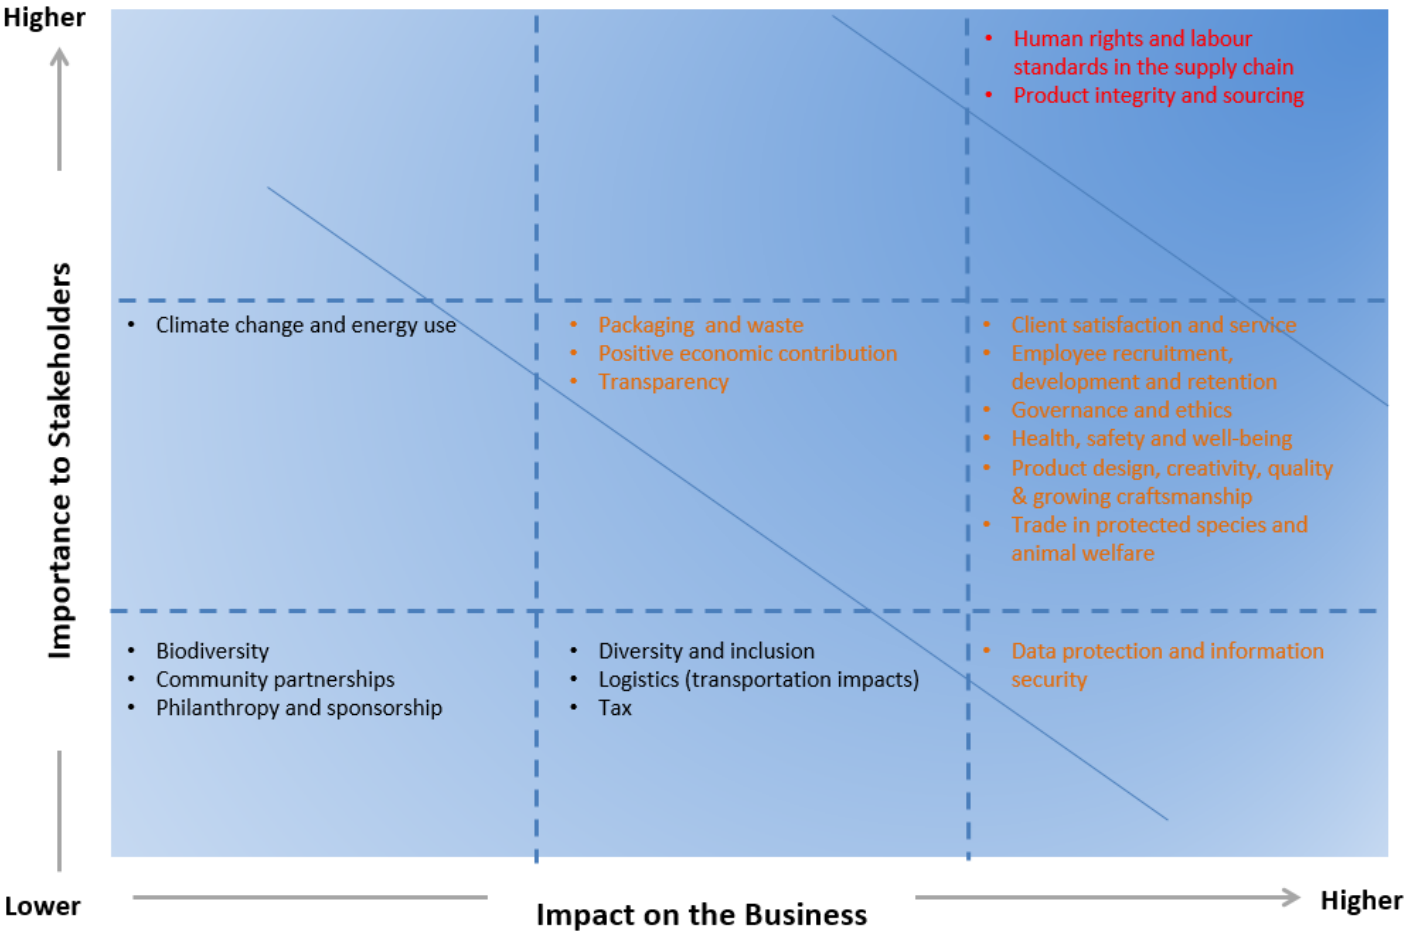 Higher
Importance to Stakeholders
Lower
• Human rights and labour
standards in the supply chain
• Product integrity and sourcing
• Climate change and energy use
• Packaging and waste
• Positive economic contribution
• Transparency
• Client satisfaction and service
• Employee recruitment,
development and retention
• Governance and ethics
• Health, safety and well-being
• Product design, creativity, quality
& growing craftsmanship
• Trade in protected species and
animal welfare
• Biodiversity
• Community partnerships
• Philanthropy and sponsorship
• Diversity and inclusion
• Logistics (transportation impacts)
• Tax
• Data protection and information
security
Impact on the Business
Higher